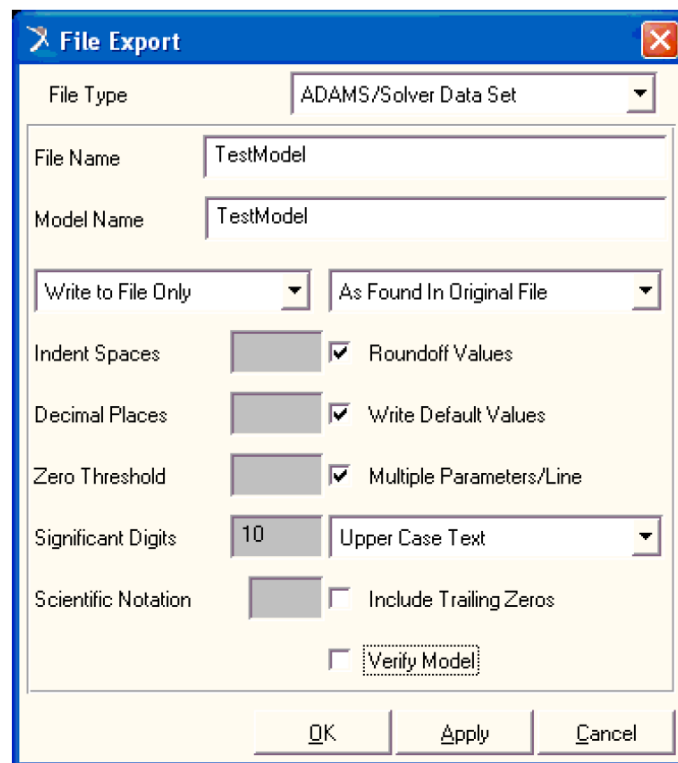 File Export
File Type ADAMS/Solver Data Set
File Name TestModel
Model Name TestModel
Write to File Only As Found In Original File
Indent Spaces Roundoff Values
Decimal Places Write Default Values
Zero Threshold Multiple Parameters/Line
Significant Digits 10 Upper Case Text
Scientific Notation Include Trailing Zeros
Verify Model
OK Apply Cancel